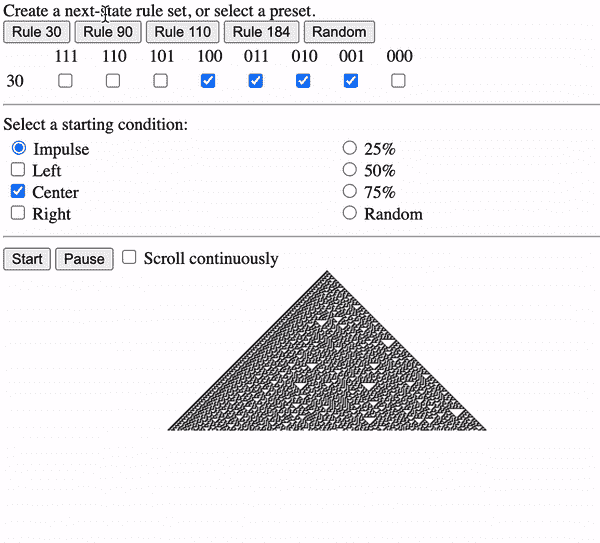 Create a next-state rule set, or select a preset.
Rule 30 Rule 90 Rule 110 Rule 184 Random
111 110 101 100 011 010 001 000
30
Select a starting condition:
Impulse 25%
Left 50%
Center 75%
Right Random
Start Pause Scroll continuously